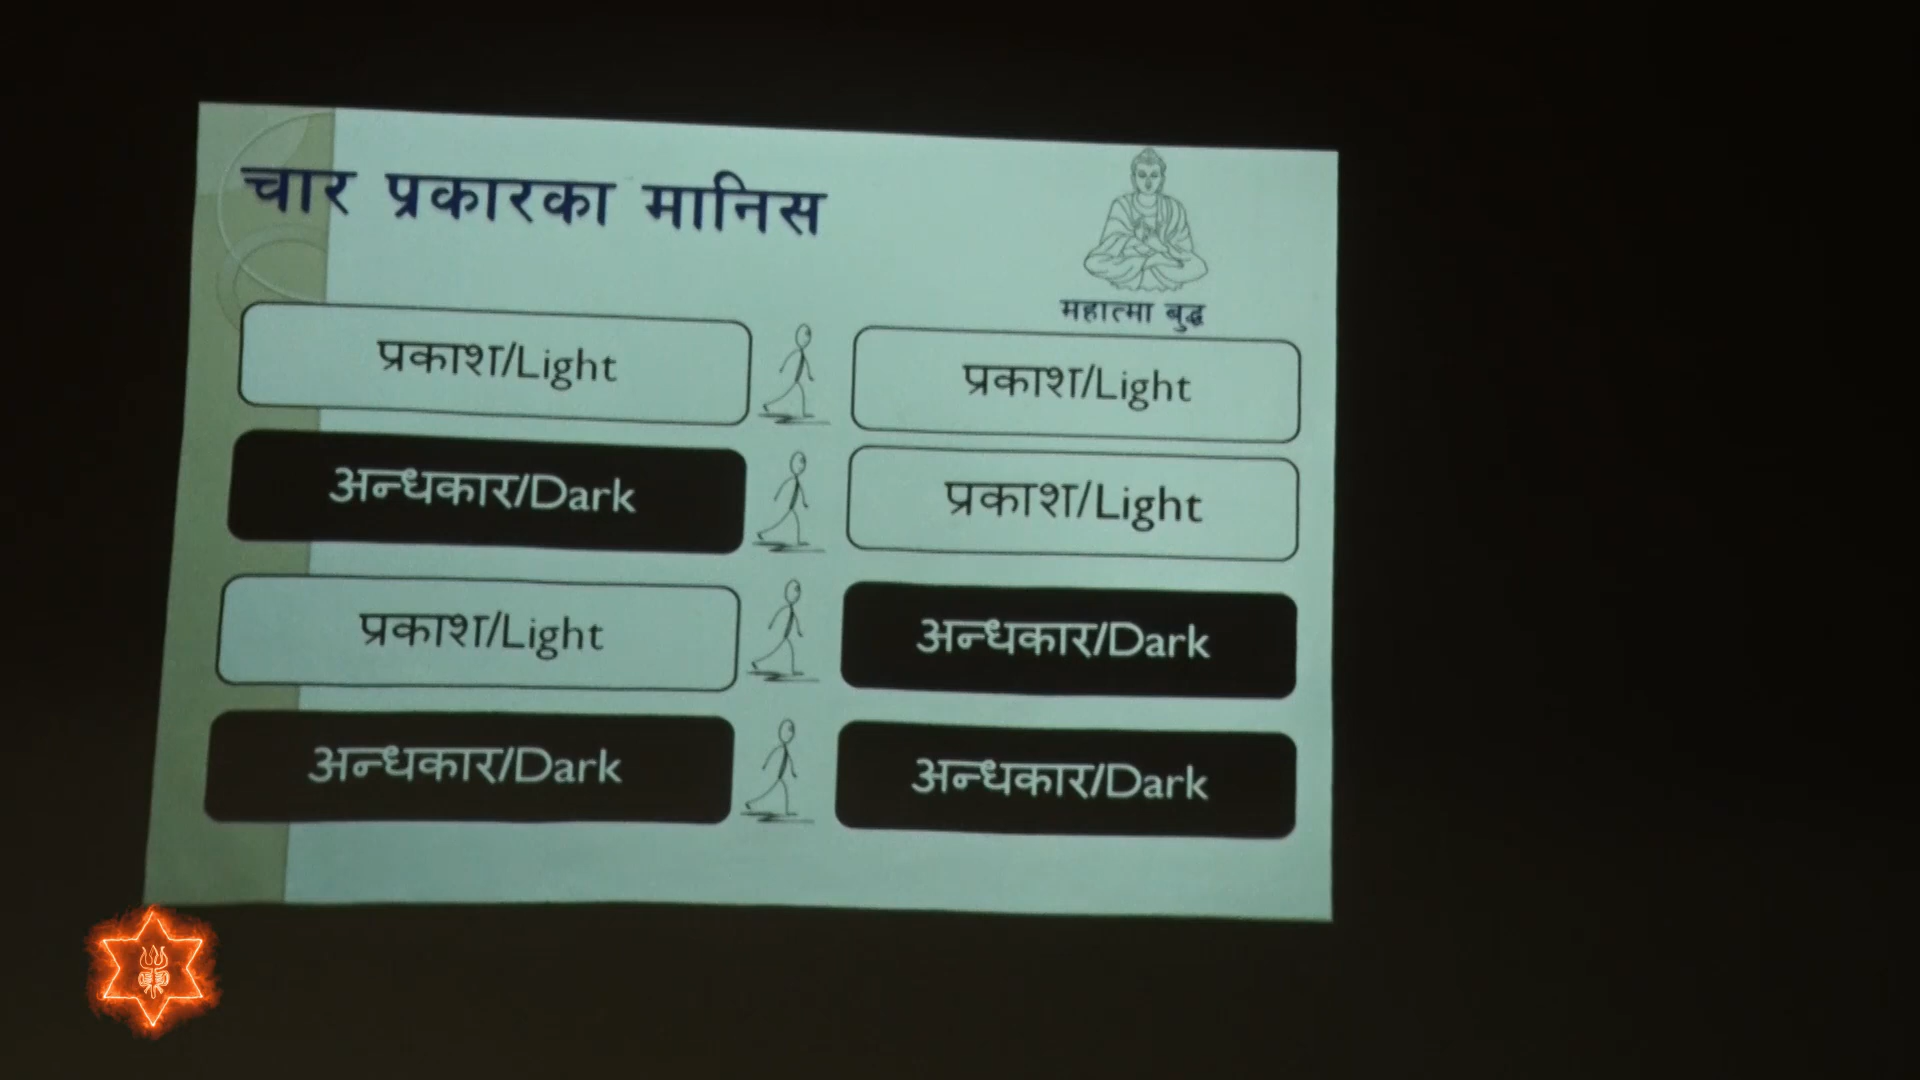 चार प्रकारका मानिस
महात्मा बुद्ध
प्रकाश/Light
प्रकाश/Light
अन्धकार/Dark
प्रकाश/Light
प्रकाश/Light
अन्धकार/Dark
अन्धकार/Dark
अन्धकार/Dark